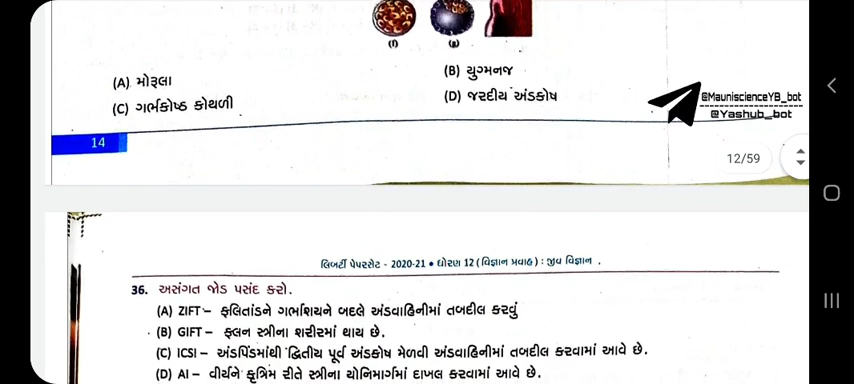 (f) (g)
(A) મોરૂલા (B) યુગ્મનજ
(C) ગર્ભકોષ્ઠ કોથળી (D) જરદીય અંડકોષ
@MauniscienceYB_bot
@Yashub_bot
14
12/59
લિબર્ટી પેપરસેટ - 2020-21 • ધોરણ 12 (વિજ્ઞાન પ્રવાહ) : જીવ વિજ્ઞાન .
36. અસંગત જોડ પસંદ કરો.
(A) ZIFT – ફલિતાંડને ગર્ભાશયને બદલે અંડવાહિનીમાં તબદીલ કરવું
(B) GIFT – ફલન સ્ત્રીના શરીરમાં થાય છે.
(C) ICSI – અંડપિંડમાંથી દ્વિતીય પૂર્વ અંડકોષ મેળવી અંડવાહિનીમાં તબદીલ કરવામાં આવે છે.
(D) AI – વીર્યને કૃત્રિમ રીતે સ્ત્રીના યોનિમાર્ગમાં દાખલ કરવામાં આવે છે.